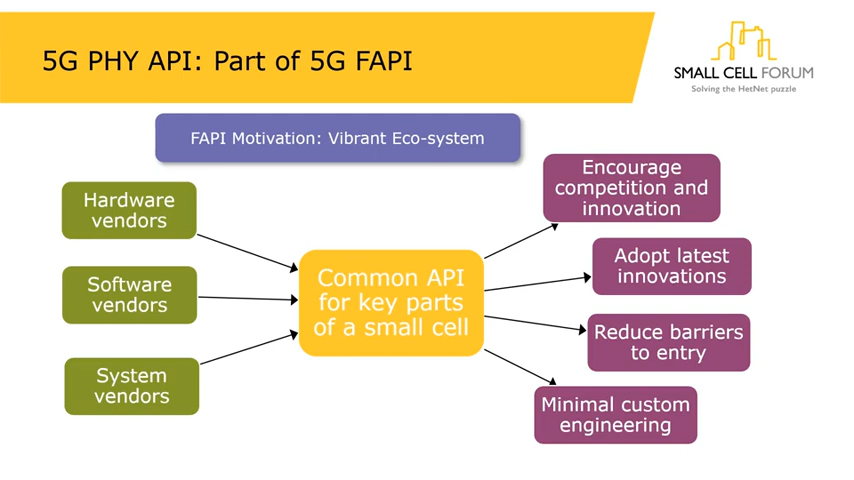 5G PHY API: Part of 5G FAPI
SMALL CELL FORUM
Solving the HetNet puzzle
FAPI Motivation: Vibrant Eco-system
Hardware
vendors
Software
vendors
System
vendors
Common API
for key parts
of a small cell
Encourage
competition and
innovation
Adopt latest
innovations
Reduce barriers
to entry
Minimal custom
engineering